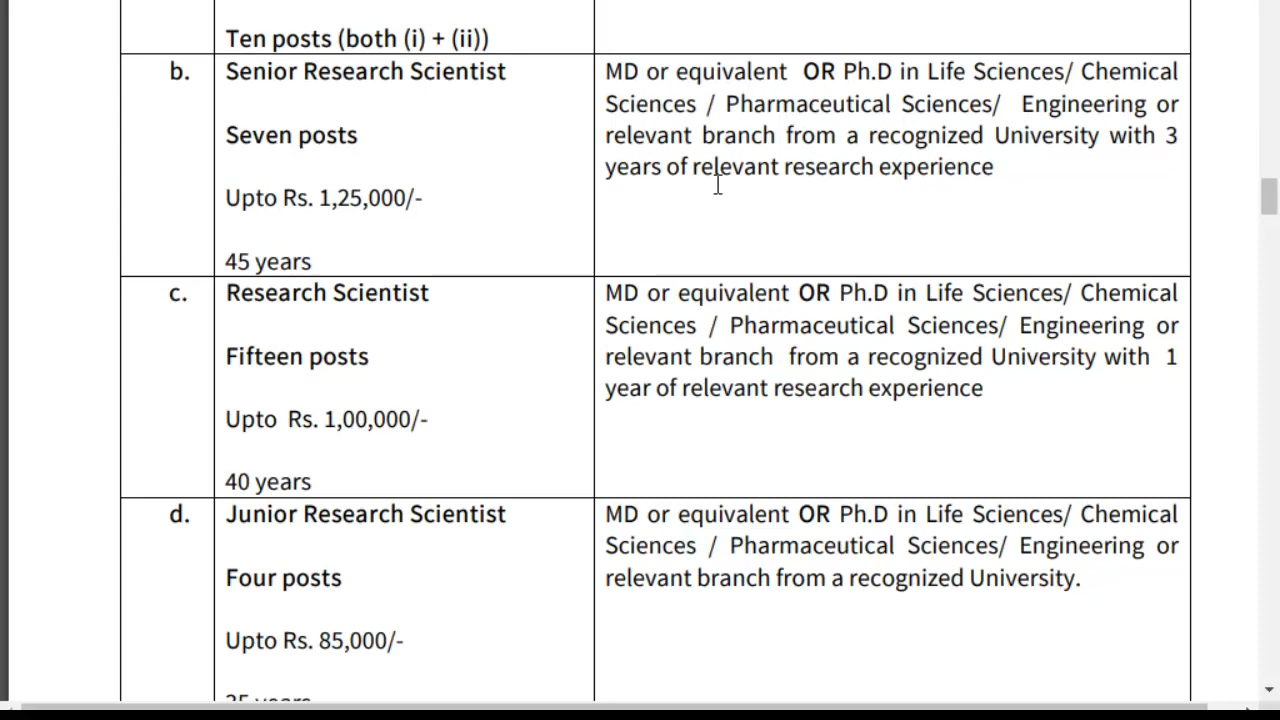 Ten posts (both (i) + (ii))
b.
Senior Research Scientist
Seven posts
Upto Rs. 1,25,000/-
45 years
MD or equivalent OR Ph.D in Life Sciences/ Chemical
Sciences / Pharmaceutical Sciences/ Engineering or
relevant branch from a recognized University with 3
years of relevant research experience
c.
Research Scientist
Fifteen posts
Upto Rs. 1,00,000/-
40 years
MD or equivalent OR Ph.D in Life Sciences/ Chemical
Sciences / Pharmaceutical Sciences/ Engineering or
relevant branch from a recognized University with 1
year of relevant research experience
d.
Junior Research Scientist
Four posts
Upto Rs. 85,000/-
MD or equivalent OR Ph.D in Life Sciences/ Chemical
Sciences / Pharmaceutical Sciences/ Engineering or
relevant branch from a recognized University.